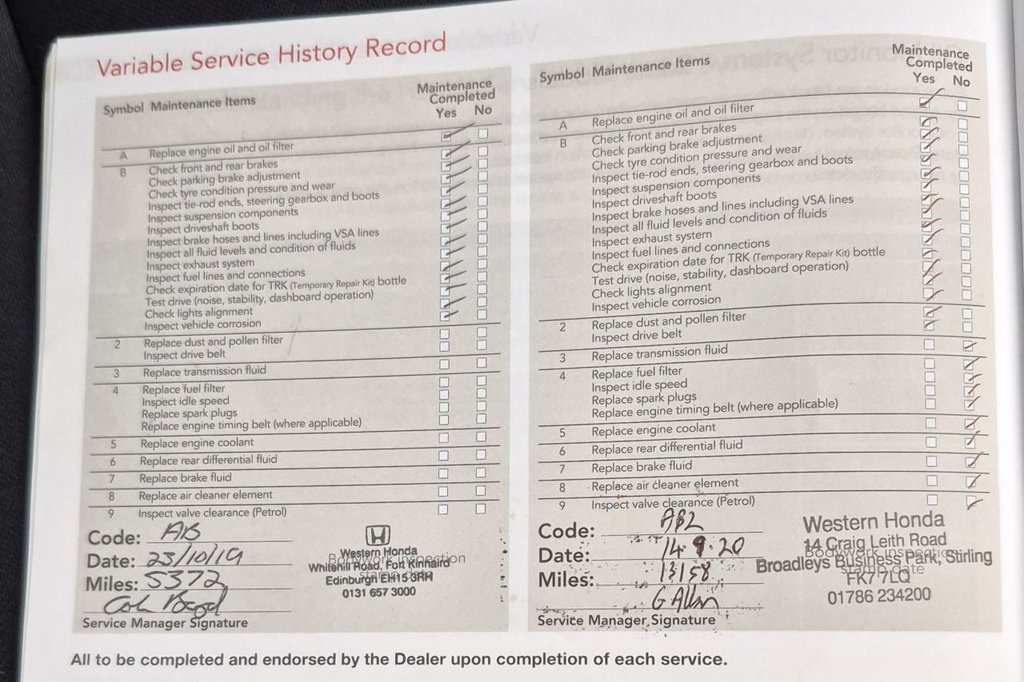 Variable Service History Record
Symbol Maintenance Items
Maintenance
Completed
Yes No
A Replace engine oil and oil filter
B Check front and rear brakes
Check parking brake adjustment
Check tyre condition pressure and wear
Inspect tie-rod ends, steering gearbox and boots
Inspect suspension components
Inspect driveshaft boots
Inspect brake hoses and lines including VSA lines
Inspect all fluid levels and condition of fluids
Inspect exhaust system
Inspect fuel lines and connections
Check expiration date for TRK (Temporary Repair Kit) bottle
Test drive (noise, stability, dashboard operation)
Check lights alignment
Inspect vehicle corrosion
2 Replace dust and pollen filter
Inspect drive belt
3 Replace transmission fluid
4 Replace fuel filter
Inspect idle speed
Replace spark plugs
Replace engine timing belt (where applicable)
5 Replace engine coolant
6 Replace rear differential fluid
7 Replace brake fluid
8 Replace air cleaner element
9 Inspect valve clearance (Petrol)
Code: AB
Date: 23/10/19
Miles: 5372
Service Manager Signature
Western Honda
Bodywork inspection
Whitehill Road, Fort Kinnaird
Edinburgh EH15 3RH
0131 657 3000
Symbol Maintenance Items
Maintenance
Completed
Yes No
A Replace engine oil and oil filter
B Check front and rear brakes
Check parking brake adjustment
Check tyre condition pressure and wear
Inspect tie-rod ends, steering gearbox and boots
Inspect suspension components
Inspect driveshaft boots
Inspect brake hoses and lines including VSA lines
Inspect all fluid levels and condition of fluids
Inspect exhaust system
Inspect fuel lines and connections
Check expiration date for TRK (Temporary Repair Kit) bottle
Test drive (noise, stability, dashboard operation)
Check lights alignment
Inspect vehicle corrosion
2 Replace dust and pollen filter
Inspect drive belt
3 Replace transmission fluid
4 Replace fuel filter
Inspect idle speed
Replace spark plugs
Replace engine timing belt (where applicable)
5 Replace engine coolant
6 Replace rear differential fluid
7 Replace brake fluid
8 Replace air cleaner element
9 Inspect valve clearance (Petrol)
Code: AB2
Date: 14.9.20
Miles: 13158
G Allan
Service Manager Signature
Western Honda
14 Craig Leith Road
Bodywork inspection
Broadleys Business Park, Stirling
stamp date
FK7 7LQ
01786 234200
All to be completed and endorsed by the Dealer upon completion of each service.